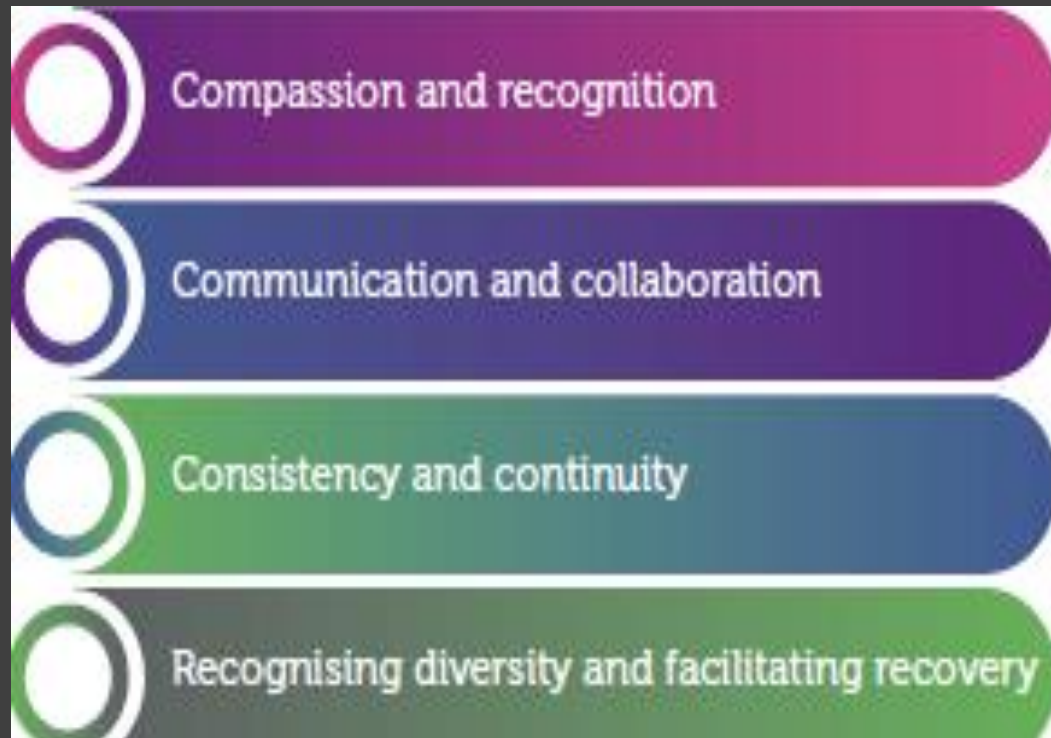 Compassion and recognition
Communication and collaboration
Consistency and continuity
Recognising diversity and facilitating recovery